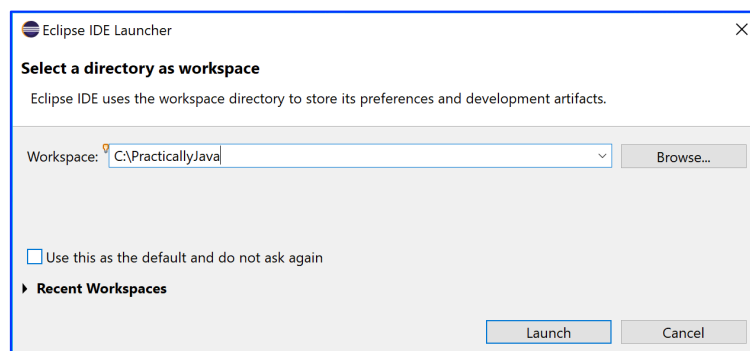 Eclipse IDE Launcher
Select a directory as workspace
Eclipse IDE uses the workspace directory to store its preferences and development artifacts.
Workspace: C:\PracticallyJava Browse...
Use this as the default and do not ask again
Recent Workspaces
Launch Cancel